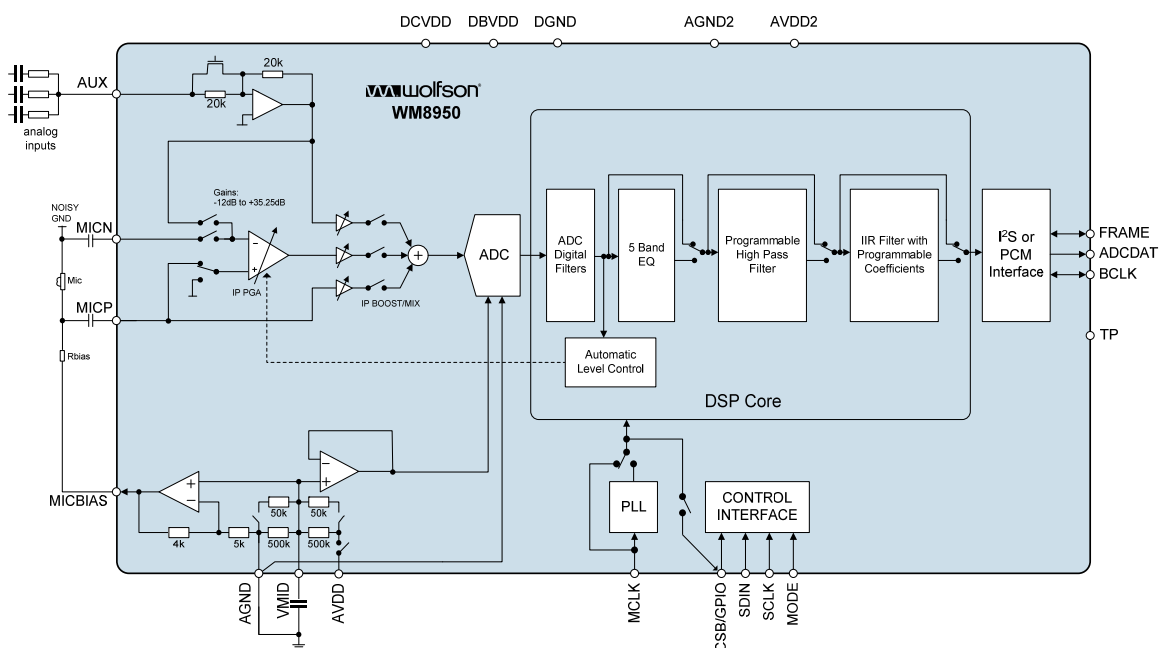 DCVDD
DBVDD
DGND
AGND2
AVDD2
AUX
analog
inputs
20k
20k
wolfson®
WM8950
Gains:
-12dB to +35.25dB
NOISY
GND
MICN
Mic
MICP
Rbias
MICBIAS
-
+
IP PGA
IP BOOST/MIX
+
ADC
ADC
Digital
Filters
5 Band
EQ
Programmable
High Pass
Filter
IIR Filter with
Programmable
Coefficients
I²S or
PCM
Interface
FRAME
ADCDAT
BCLK
TP
Automatic
Level Control
DSP Core
-
+
+
-
50k
50k
4k
5k
500k
500k
PLL
CONTROL
INTERFACE
AGND
VMID
AVDD
MCLK
CSB/GPIO
SDIN
SCLK
MODE